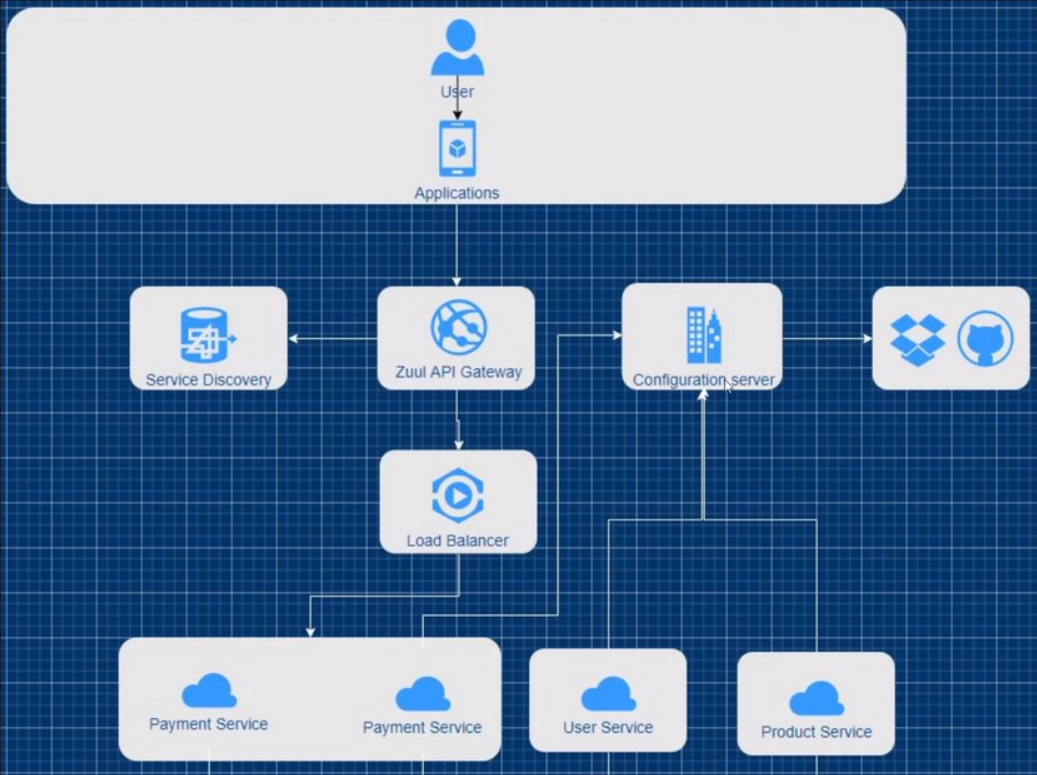 User
Applications
Service Discovery
Zuul API Gateway
Configuration server
Load Balancer
Payment Service
Payment Service
User Service
Product Service